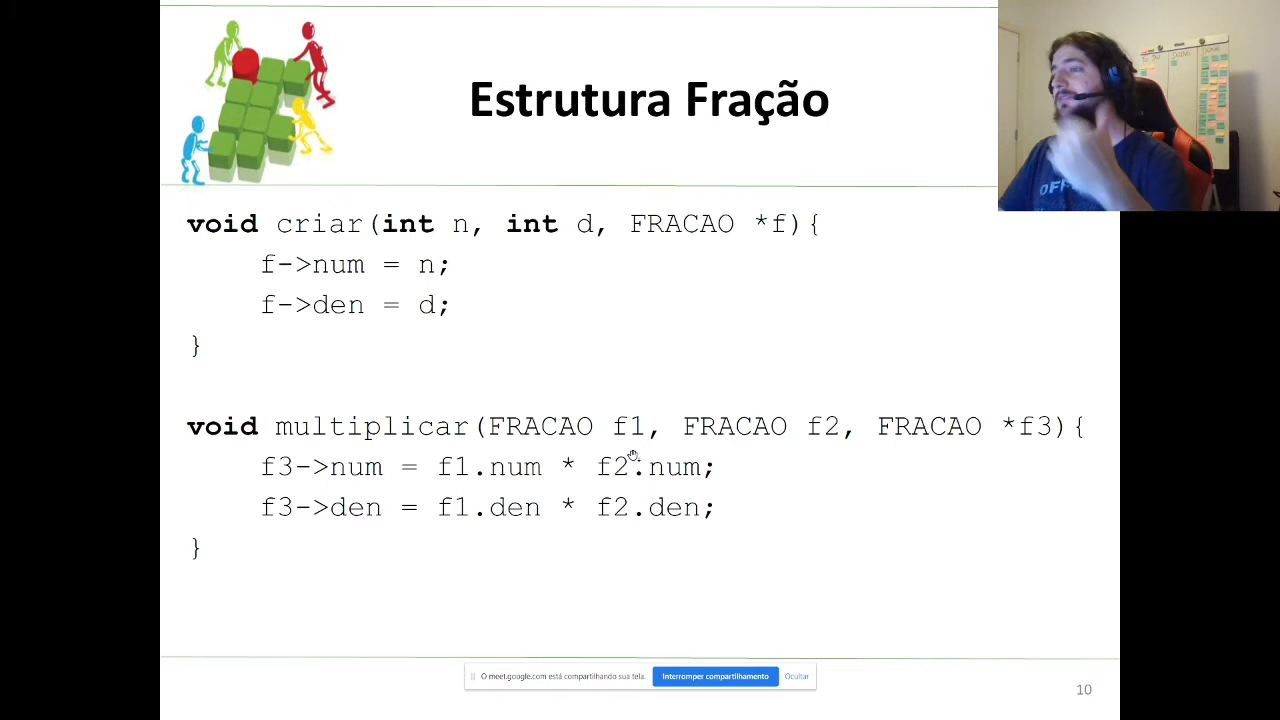 Estrutura Fração
void criar(int n, int d, FRACAO *f){
f->num = n;
f->den = d;
}
void multiplicar(FRACAO f1, FRACAO f2, FRACAO *f3){
f3->num = f1.num * f2.num;
f3->den = f1.den * f2.den;
}
O meet.google.com está compartilhando sua tela. Interromper compartilhamento Ocultar
10